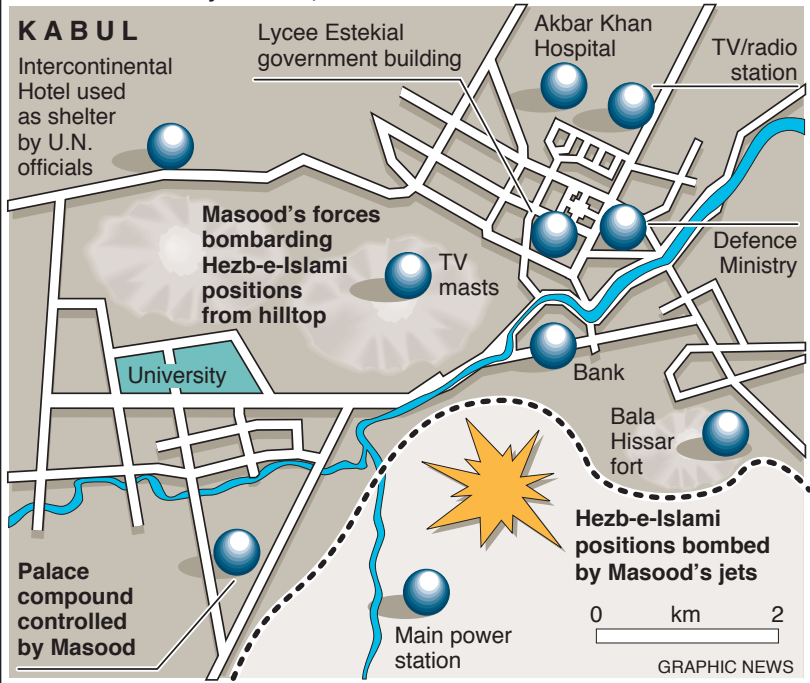 KABUL
Intercontinental
Hotel used
as shelter
by U.N.
officials
Lycee Estekial
government building
Akbar Khan
Hospital
TV/radio
station
Masood's forces
bombarding
Hezb-e-Islami
positions
from hilltop
TV
masts
Defence
Ministry
University
Bank
Bala
Hissar
fort
Hezb-e-Islami
positions bombed
by Masood's jets
Palace
compound
controlled
by Masood
Main power
station
0 km 2
GRAPHIC NEWS